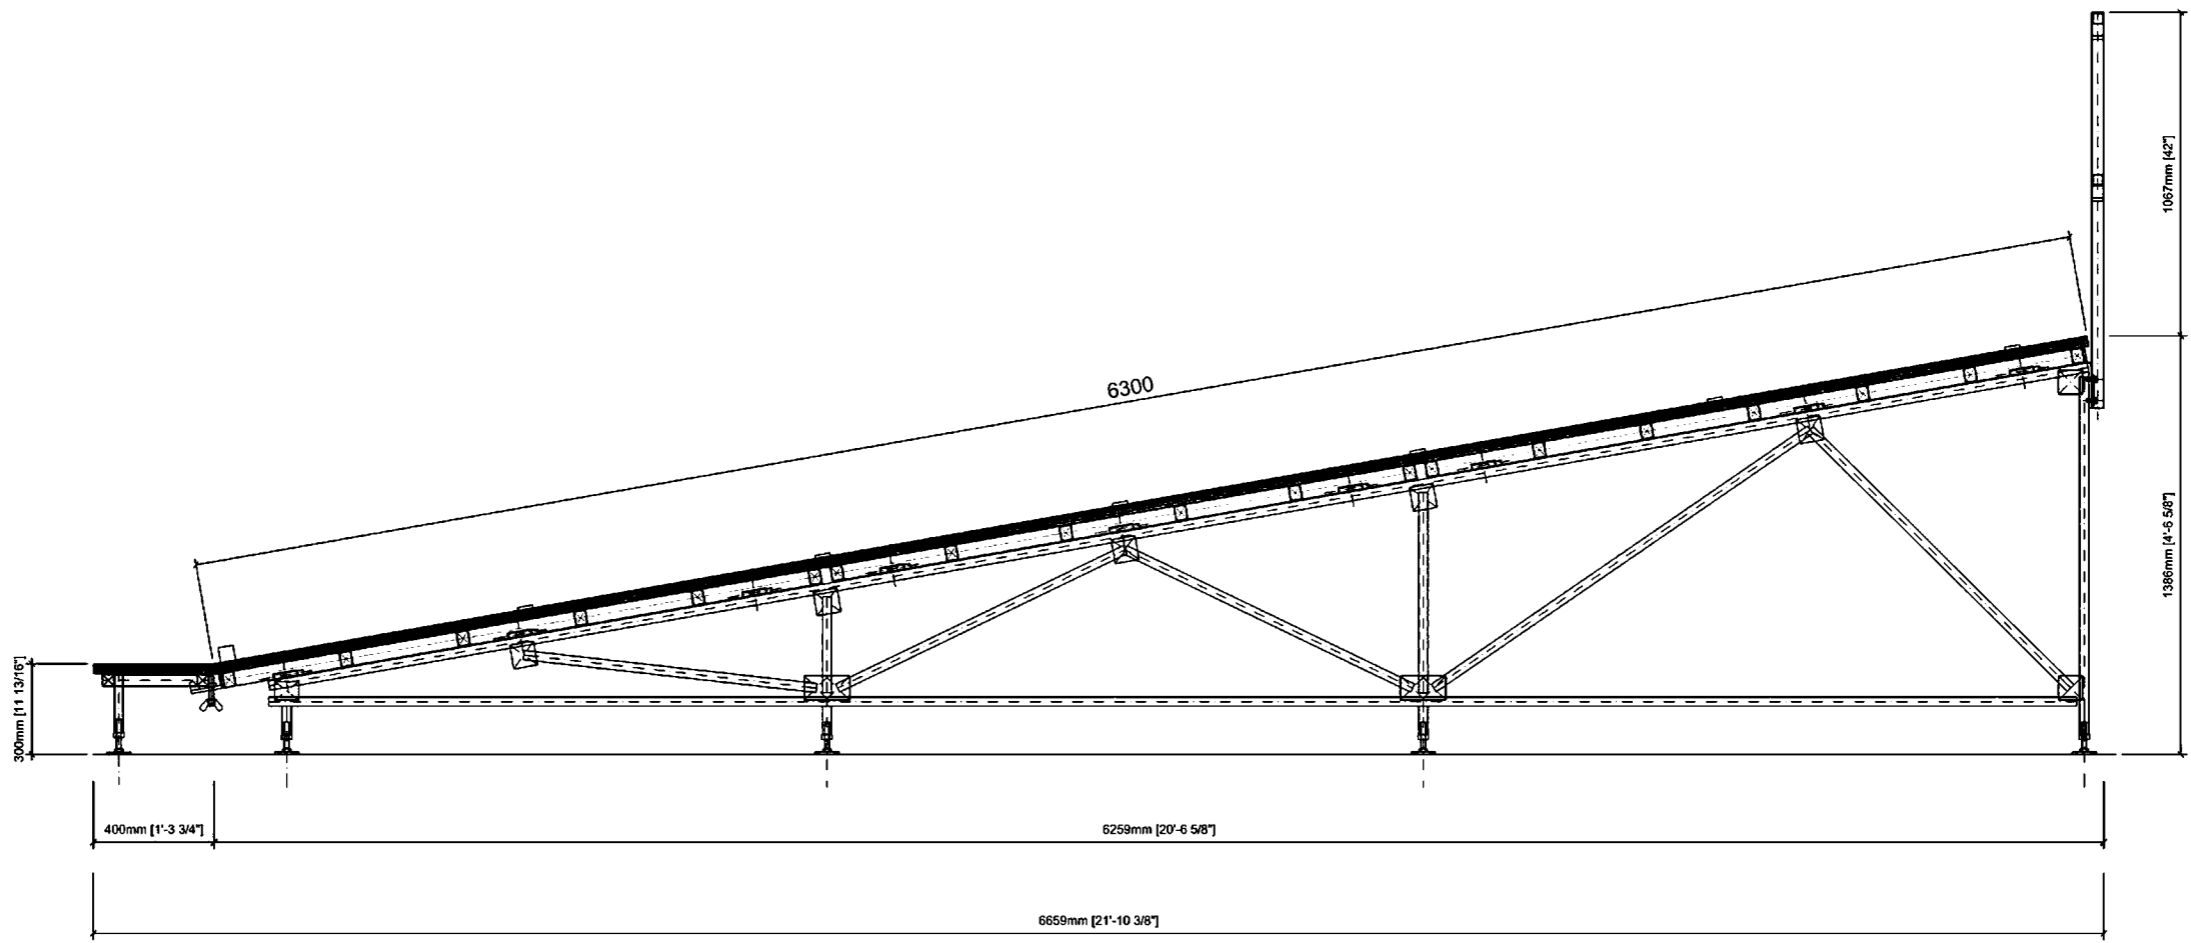 1067mm [42"]
6300
1386mm [4'-6 5/8"]
300mm [11 13/16"]
400mm [1'-3 3/4"]
6259mm [20'-6 5/8"]
6659mm [21'-10 3/8"]